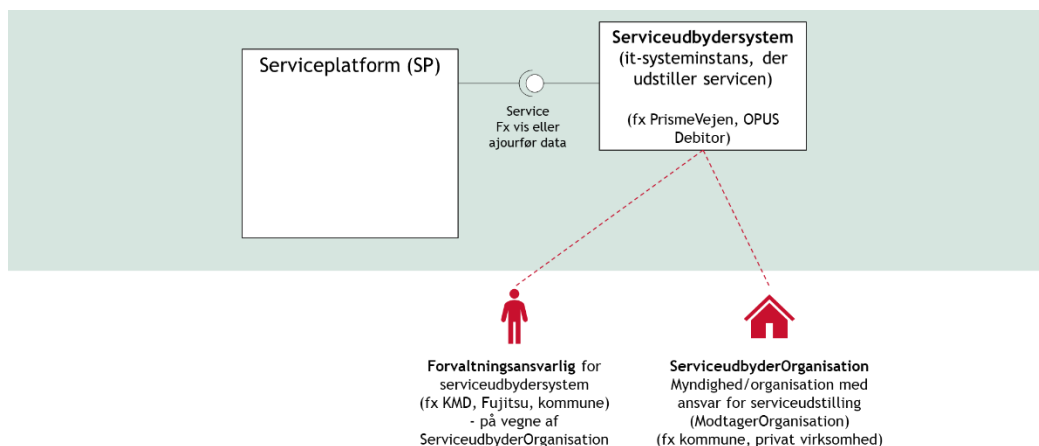 Serviceplatform (SP)
Service
Fx vis eller
ajourfør data
Serviceudbydersystem
(it-systeminstans, der
udstiller servicen)
(fx PrismeVejen, OPUS
Debitor)
Forvaltningsansvarlig for
serviceudbydersystem
(fx KMD, Fujitsu, kommune)
- på vegne af
ServiceudbyderOrganisation
ServiceudbyderOrganisation
Myndighed/organisation med
ansvar for serviceudstilling
(ModtagerOrganisation)
(fx kommune, privat virksomhed)